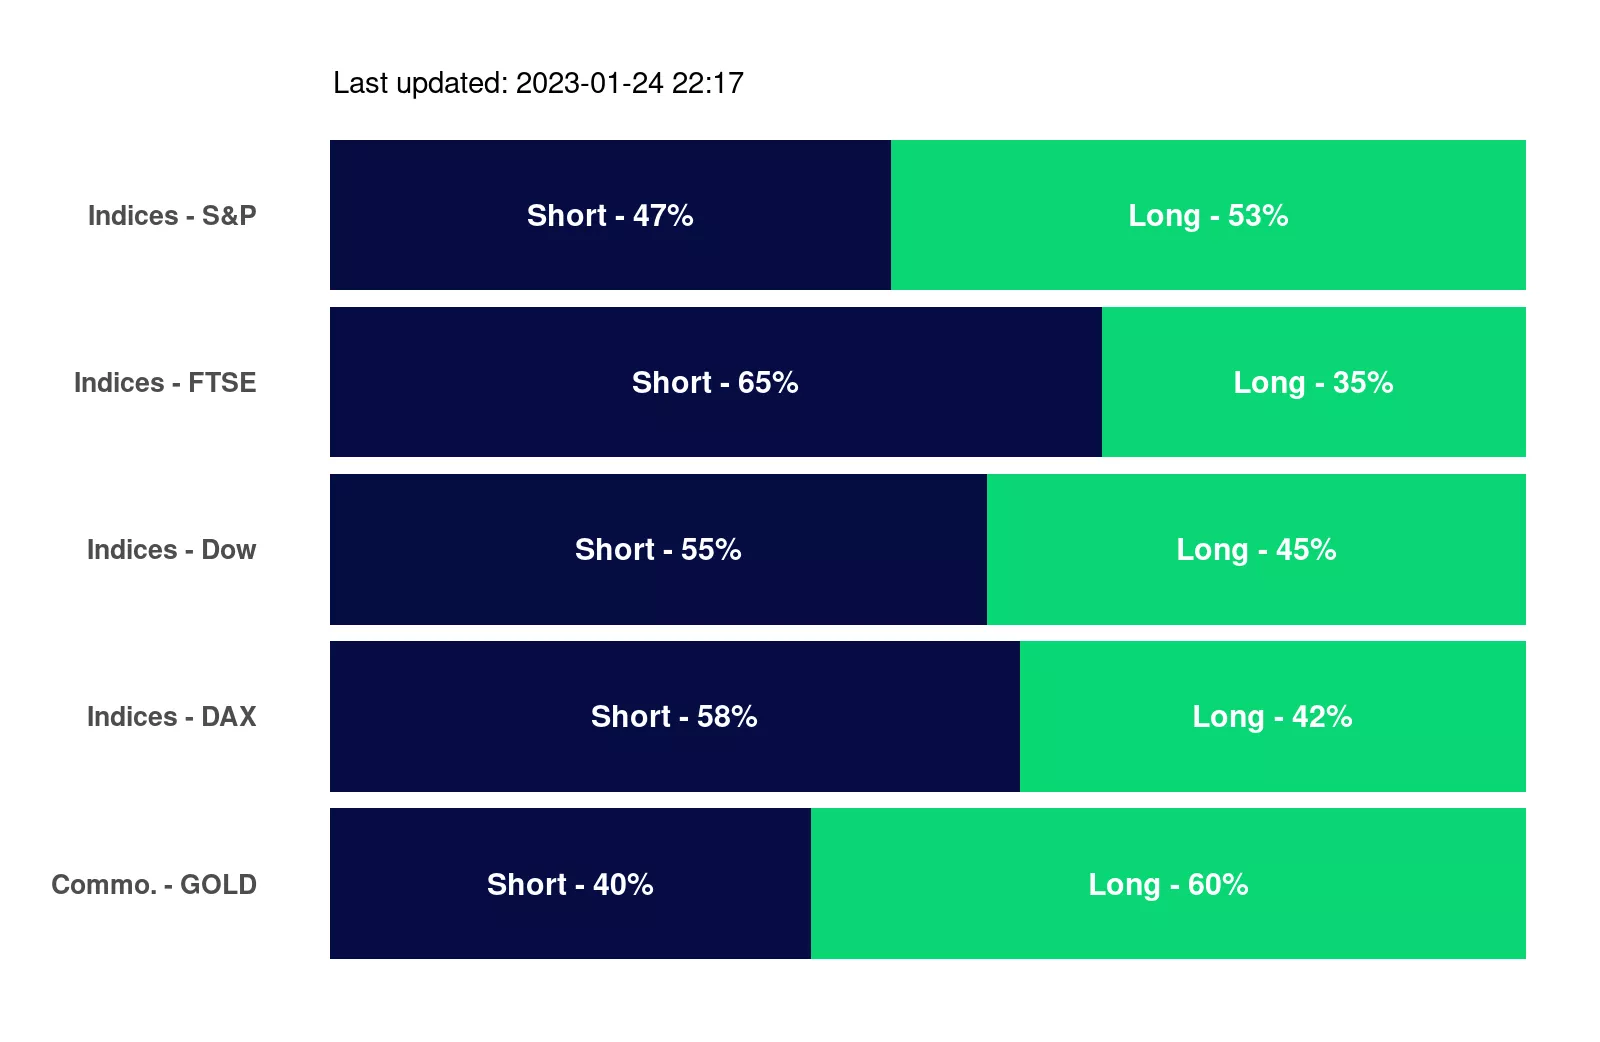 Last updated: 2023-01-24 22:17
Indices - S&P Short - 47% Long - 53%
Indices - FTSE Short - 65% Long - 35%
Indices - Dow Short - 55% Long - 45%
Indices - DAX Short - 58% Long - 42%
Commo. - GOLD Short - 40% Long - 60%